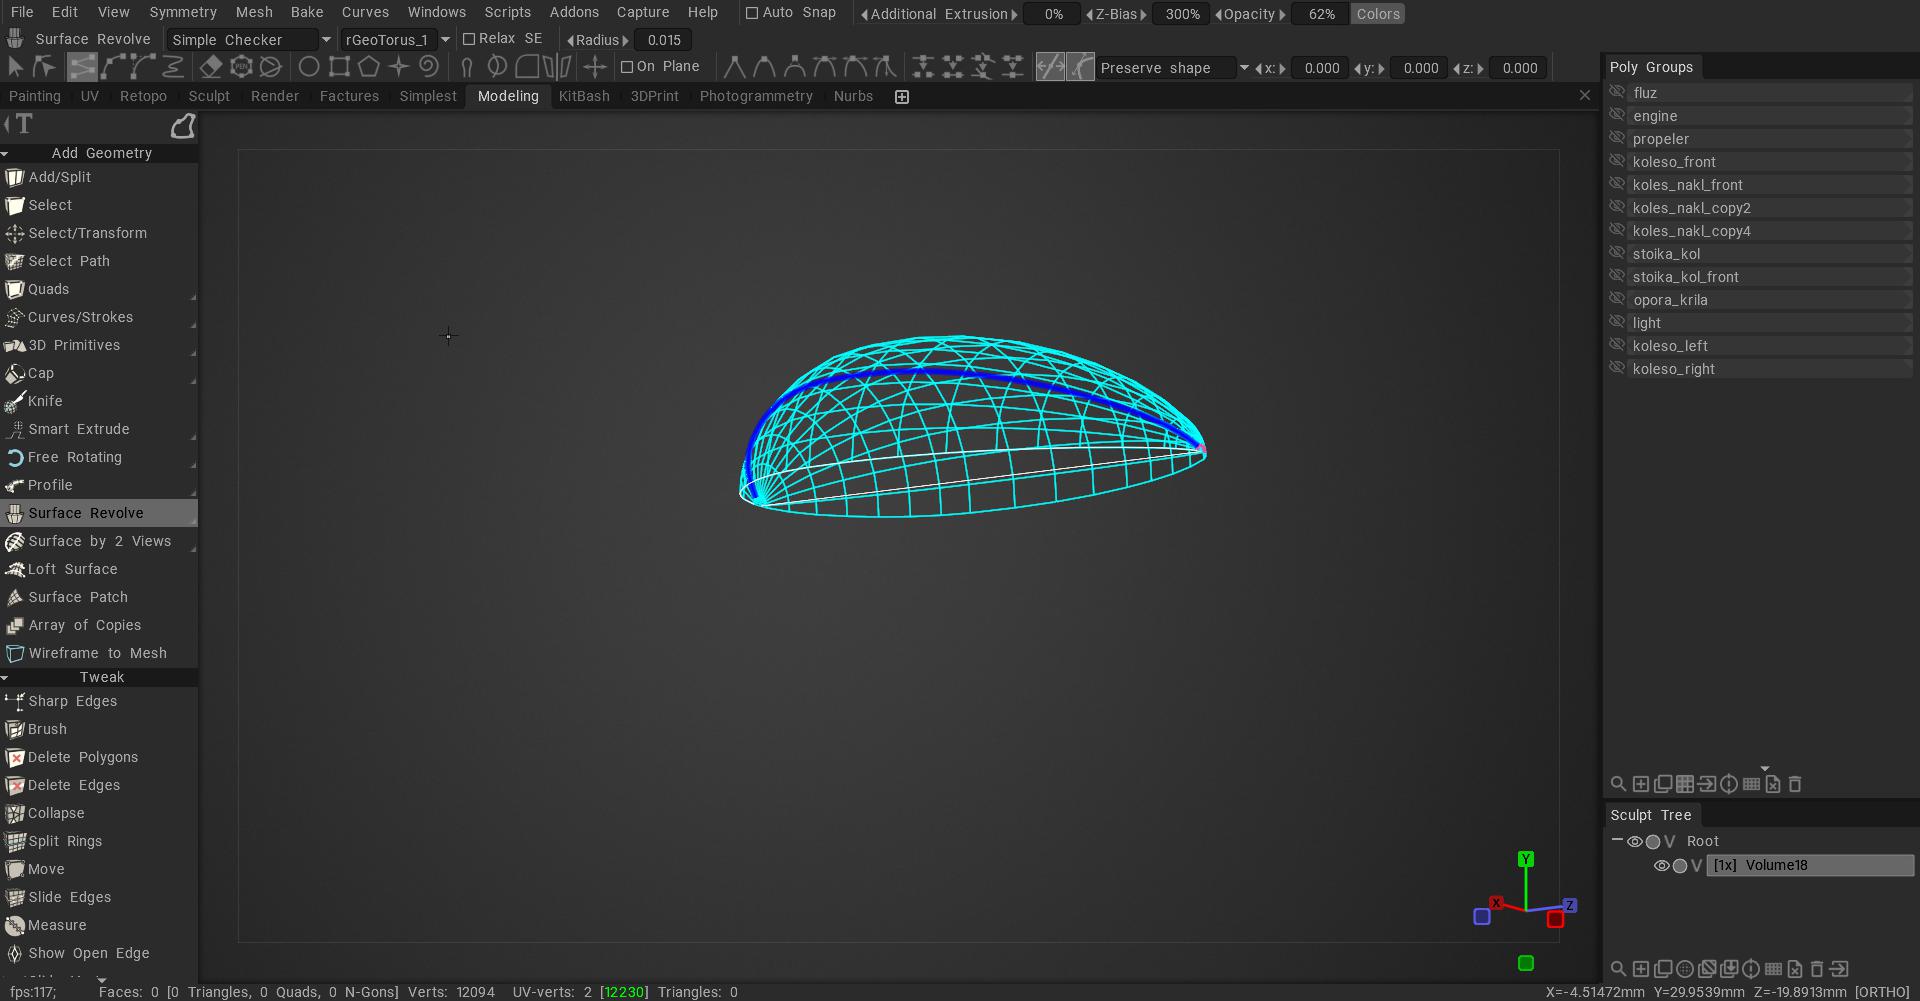 File Edit View Symmetry Mesh Bake Curves Windows Scripts Addons Capture Help Auto Snap Additional Extrusion 0% Z-Bias 300% Opacity 62% Colors
Surface Revolve Simple Checker rGeoTorus_1 Relax SE Radius 0.015
On Plane Preserve shape x: 0.000 y: 0.000 z: 0.000
Painting UV Retopo Sculpt Render Factures Simplest Modeling KitBash 3DPrint Photogrammetry Nurbs
T
Add Geometry
Add/Split
Select
Select/Transform
Select Path
Quads
Curves/Strokes
3D Primitives
Cap
Knife
Smart Extrude
Free Rotating
Profile
Surface Revolve
Surface by 2 Views
Loft Surface
Surface Patch
Array of Copies
Wireframe to Mesh
Tweak
Sharp Edges
Brush
Delete Polygons
Delete Edges
Collapse
Split Rings
Move
Slide Edges
Measure
Show Open Edge
Poly Groups
fluz
engine
propeler
koleso_front
koles_nakl_front
koles_nakl_copy2
koles_nakl_copy4
stoika_kol
stoika_kol_front
opora_krila
light
koleso_left
koleso_right
Sculpt Tree
V Root
V [1x] Volume18
Y
X
Z
fps:117; Faces: 0 [0 Triangles, 0 Quads, 0 N-Gons] Verts: 12094 UV-verts: 2 [12230] Triangles: 0 X=-4.51472mm Y=29.9539mm Z=-19.8913mm [ORTHO]